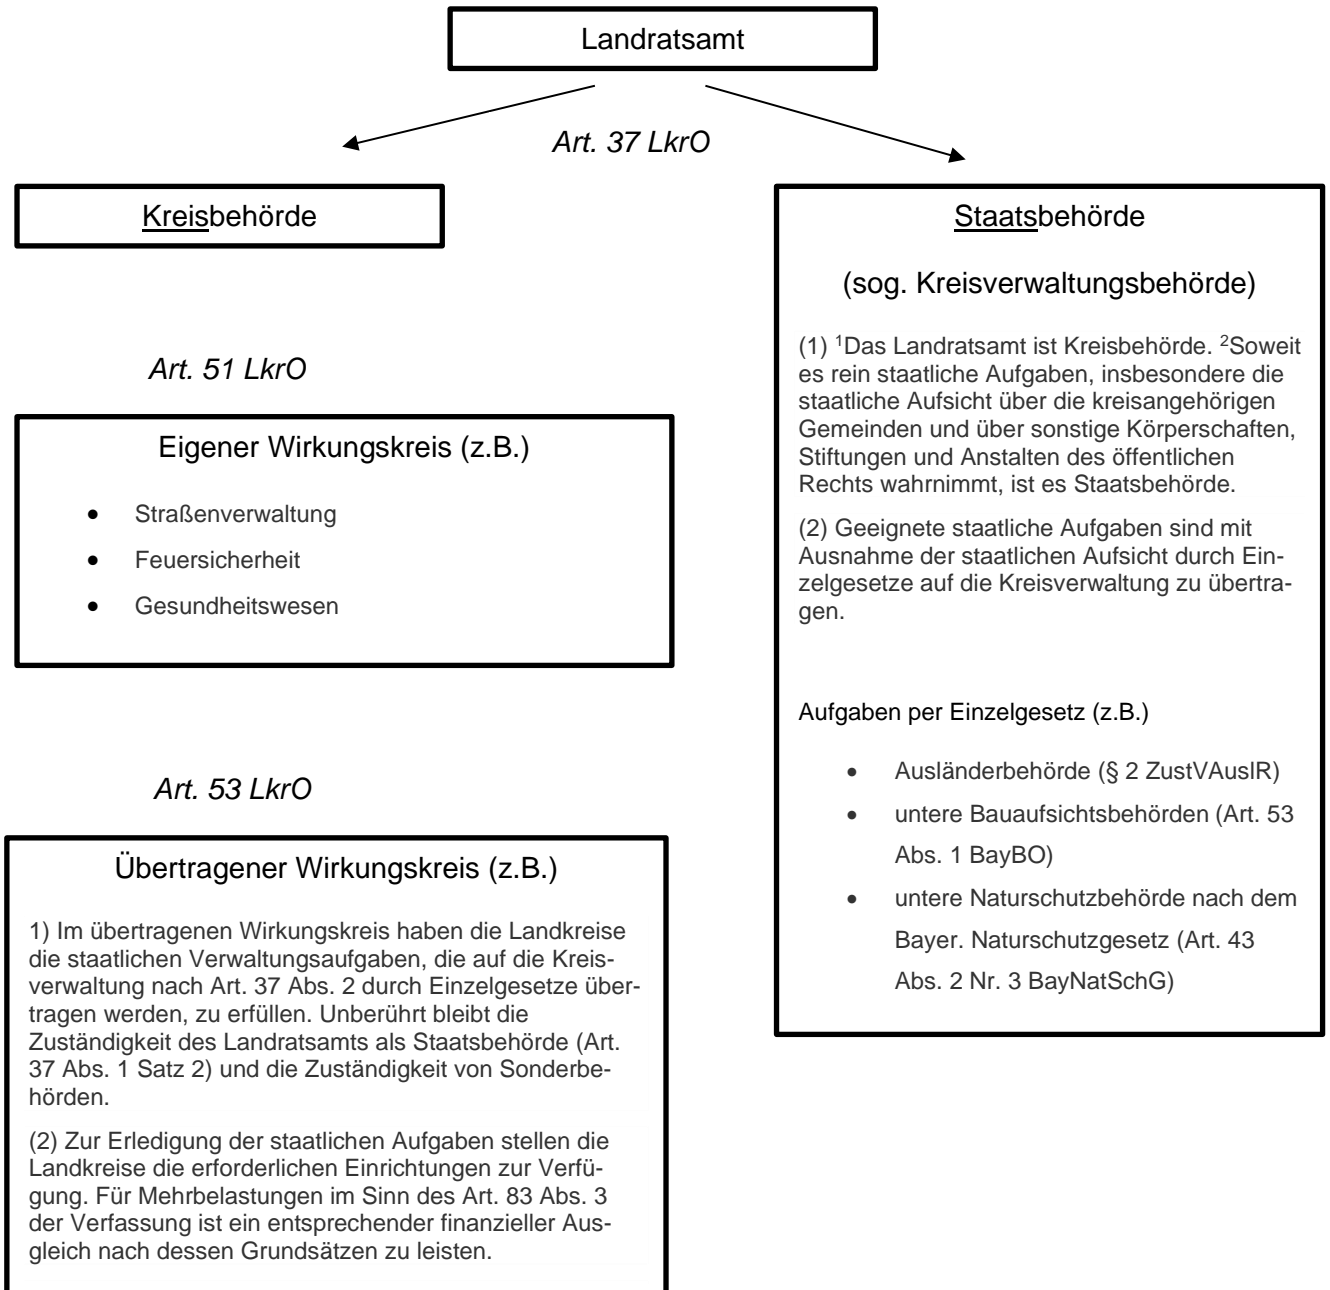 Landratsamt
Art. 37 LkrO
Kreisbehörde
Art. 51 LkrO
Eigener Wirkungskreis (z.B.)
• Straßenverwaltung
• Feuersicherheit
• Gesundheitswesen
Art. 53 LkrO
Übertragener Wirkungskreis (z.B.)
1) Im übertragenen Wirkungskreis haben die Landkreise
die staatlichen Verwaltungsaufgaben, die auf die Kreis-
verwaltung nach Art. 37 Abs. 2 durch Einzelgesetze über-
tragen werden, zu erfüllen. Unberührt bleibt die
Zuständigkeit des Landratsamts als Staatsbehörde (Art.
37 Abs. 1 Satz 2) und die Zuständigkeit von Sonderbe-
hörden.
(2) Zur Erledigung der staatlichen Aufgaben stellen die
Landkreise die erforderlichen Einrichtungen zur Verfü-
gung. Für Mehrbelastungen im Sinn des Art. 83 Abs. 3
der Verfassung ist ein entsprechender finanzieller Aus-
gleich nach dessen Grundsätzen zu leisten.
Staatsbehörde
(sog. Kreisverwaltungsbehörde)
(1) ¹Das Landratsamt ist Kreisbehörde. ²Soweit
es rein staatliche Aufgaben, insbesondere die
staatliche Aufsicht über die kreisangehörigen
Gemeinden und über sonstige Körperschaften,
Stiftungen und Anstalten des öffentlichen
Rechts wahrnimmt, ist es Staatsbehörde.
(2) Geeignete staatliche Aufgaben sind mit
Ausnahme der staatlichen Aufsicht durch Ein-
zelgesetze auf die Kreisverwaltung zu übertra-
gen.
Aufgaben per Einzelgesetz (z.B.)
• Ausländerbehörde (§ 2 ZustVAuslR)
• untere Bauaufsichtsbehörden (Art. 53
Abs. 1 BayBO)
• untere Naturschutzbehörde nach dem
Bayer. Naturschutzgesetz (Art. 43
Abs. 2 Nr. 3 BayNatSchG)